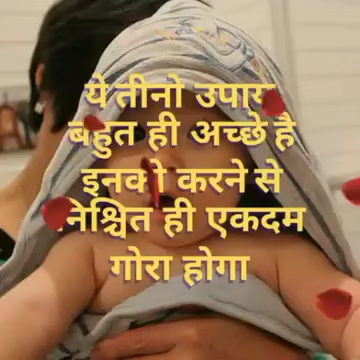 ये तीनो उपाय
बहुत ही अच्छे है
इनको करने से
निश्चित ही एकदम
गोरा होगा